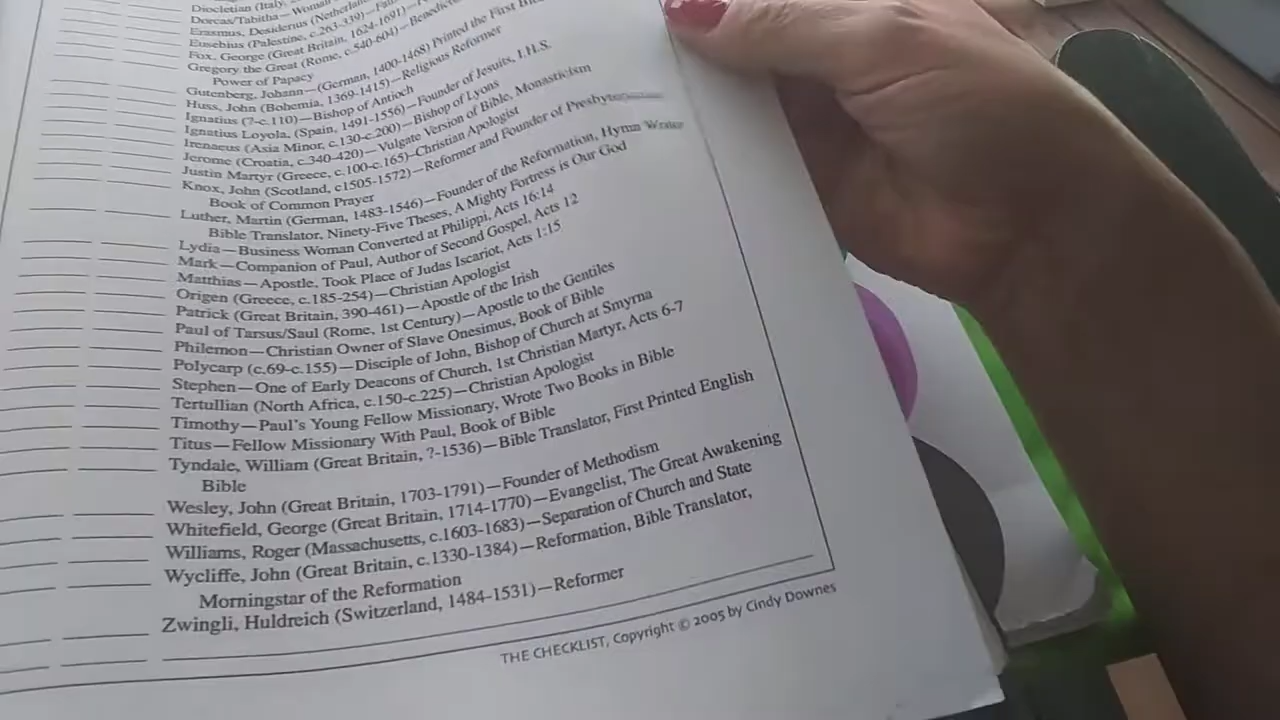 Diocletian (Italy,
Dorcas/Tabitha—Woman
Erasmus, Desiderius (Netherla
Eusebius (Palestine, c.263-339)—
Fox, George (Great Britain, 1624-1691)—
Gregory the Great (Rome, c.540-604)—Benedict
Power of Papacy
Gutenberg, Johann—(German, 1400-1468) Printed the First
Huss, John (Bohemia, 1369-1415)—Religious Reformer
Ignatius (?-c.110)—Bishop of Antioch
Ignatius Loyola, (Spain, 1491-1556)—Founder of Jesuits, I.H.S.
Irenaeus (Asia Minor, c.130-c.200)—Bishop of Lyons
Jerome (Croatia, c.340-420)—Vulgate Version of Bible, Monasticism
Justin Martyr (Greece, c.100-c.165)—Christian Apologist
Knox, John (Scotland, c1505-1572)—Reformer and Founder of Presbyterianism
Book of Common Prayer
Luther, Martin (German, 1483-1546)—Founder of the Reformation, Hymn Writer
Bible Translator, Ninety-Five Theses, A Mighty Fortress is Our God
Lydia—Business Woman Converted at Philippi, Acts 16:14
Mark—Companion of Paul, Author of Second Gospel, Acts 12
Matthias—Apostle, Took Place of Judas Iscariot, Acts 1:15
Origen (Greece, c.185-254)—Christian Apologist
Patrick (Great Britain, 390-461)—Apostle of the Irish
Paul of Tarsus/Saul (Rome, 1st Century)—Apostle to the Gentiles
Philemon—Christian Owner of Slave Onesimus, Book of Bible
Polycarp (c.69-c.155)—Disciple of John, Bishop of Church at Smyrna
Stephen—One of Early Deacons of Church, 1st Christian Martyr, Acts 6-7
Tertullian (North Africa, c.150-c.225)—Christian Apologist
Timothy—Paul's Young Fellow Missionary, Wrote Two Books in Bible
Titus—Fellow Missionary With Paul, Book of Bible
Tyndale, William (Great Britain, ?-1536)—Bible Translator, First Printed English
Bible
Wesley, John (Great Britain, 1703-1791)—Founder of Methodism
Whitefield, George (Great Britain, 1714-1770)—Evangelist, The Great Awakening
Williams, Roger (Massachusetts, c.1603-1683)—Separation of Church and State
Wycliffe, John (Great Britain, c.1330-1384)—Reformation, Bible Translator,
Morningstar of the Reformation
Zwingli, Huldreich (Switzerland, 1484-1531)—Reformer
THE CHECKLIST, Copyright © 2005 by Cindy Downes